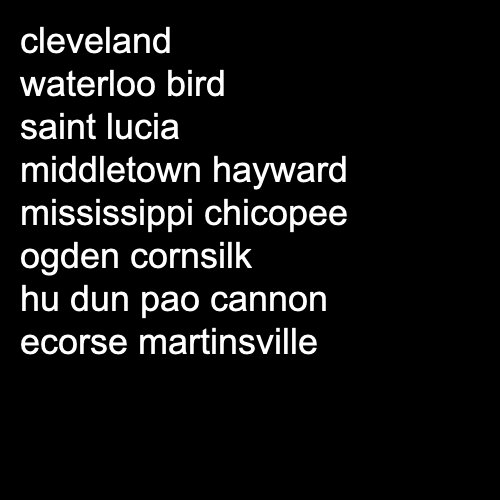 cleveland
waterloo bird
saint lucia
middletown hayward
mississippi chicopee
ogden cornsilk
hu dun pao cannon
ecorse martinsville